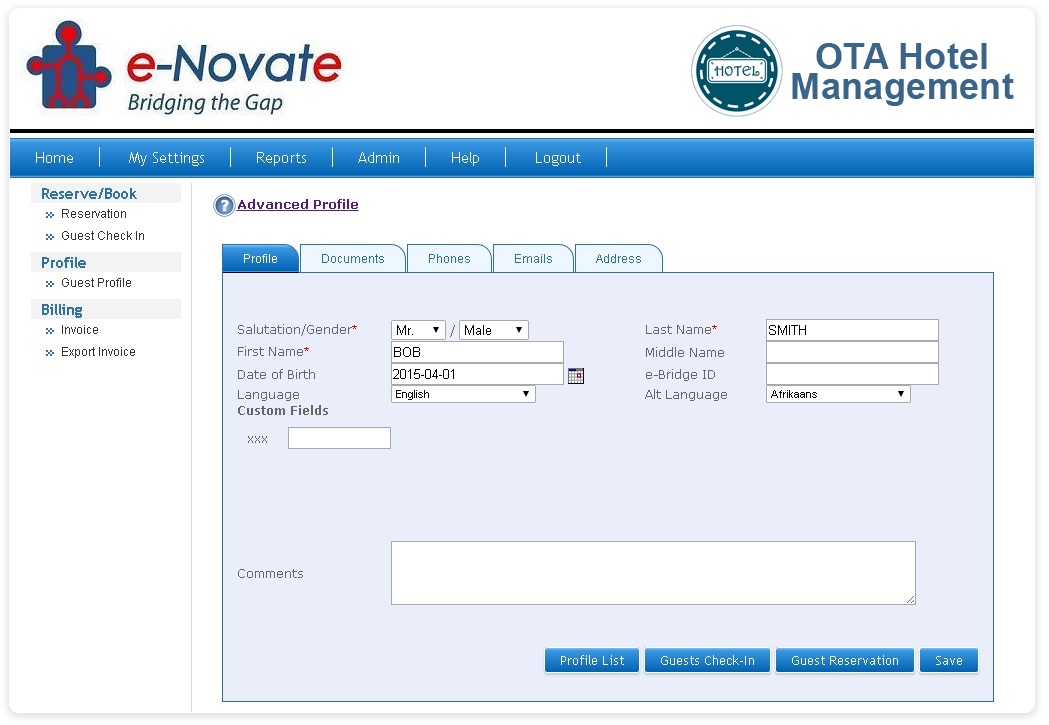 e-Novate
Bridging the Gap
HOTEL
OTA Hotel
Management
Home My Settings Reports Admin Help Logout
Reserve/Book
Reservation
Guest Check In
Profile
Guest Profile
Billing
Invoice
Export Invoice
? Advanced Profile
Profile Documents Phones Emails Address
Salutation/Gender* Mr. / Male Last Name* SMITH
First Name* BOB Middle Name
Date of Birth 2015-04-01 e-Bridge ID
Language English Alt Language Afrikaans
Custom Fields
xxx
Comments
Profile List Guests Check-In Guest Reservation Save